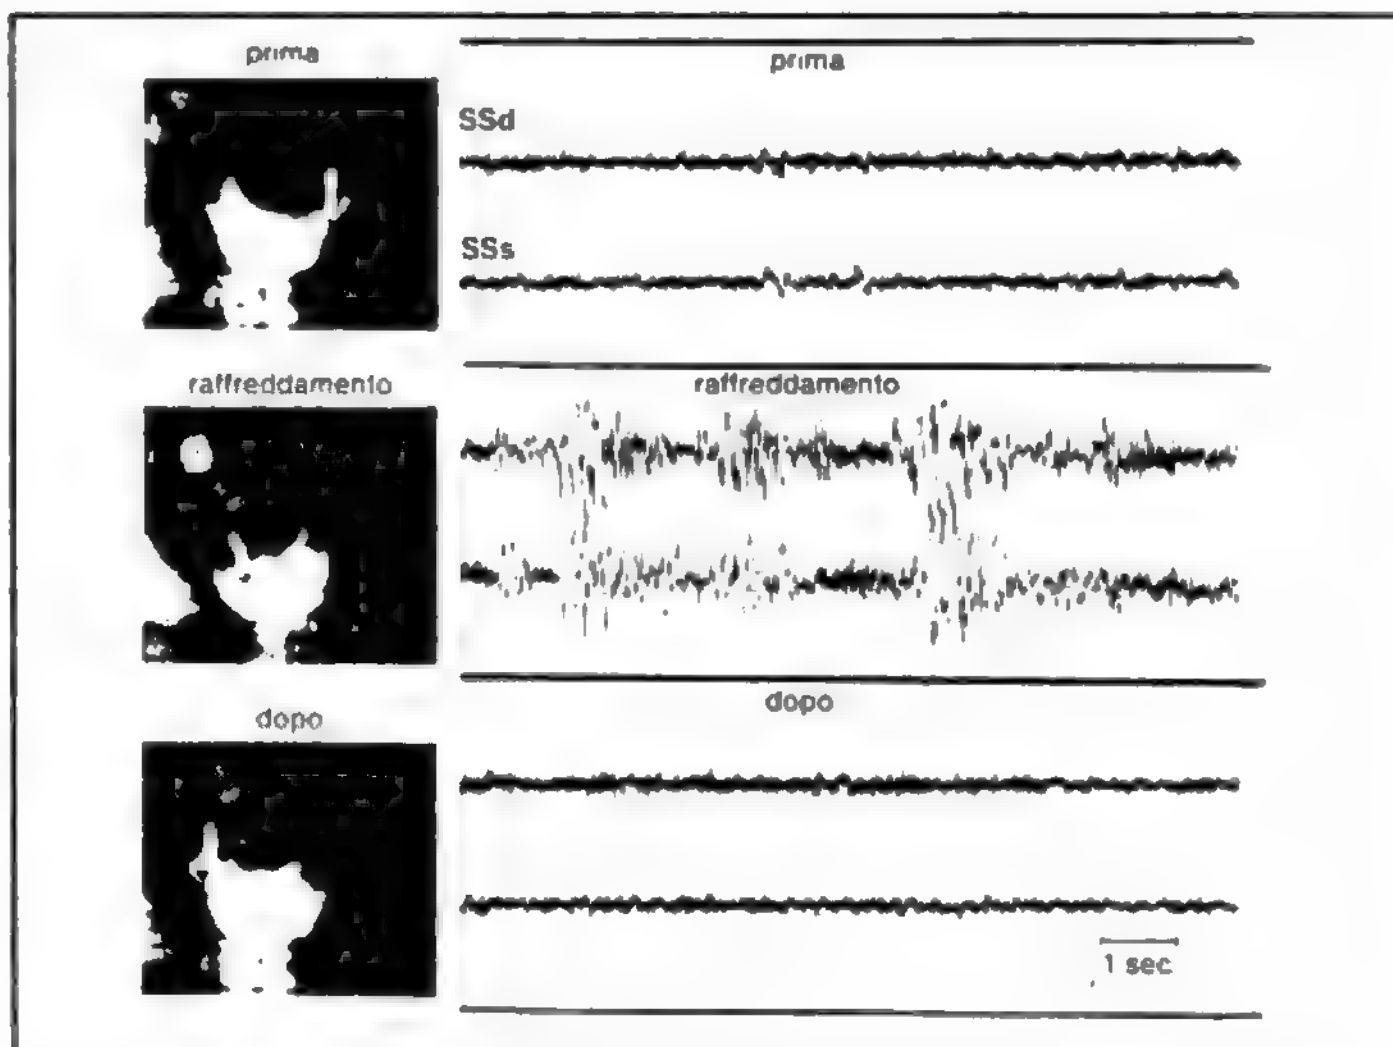 prima
prima
SSd
SSs
raffreddamento
raffreddamento
dopo
dopo
1 sec